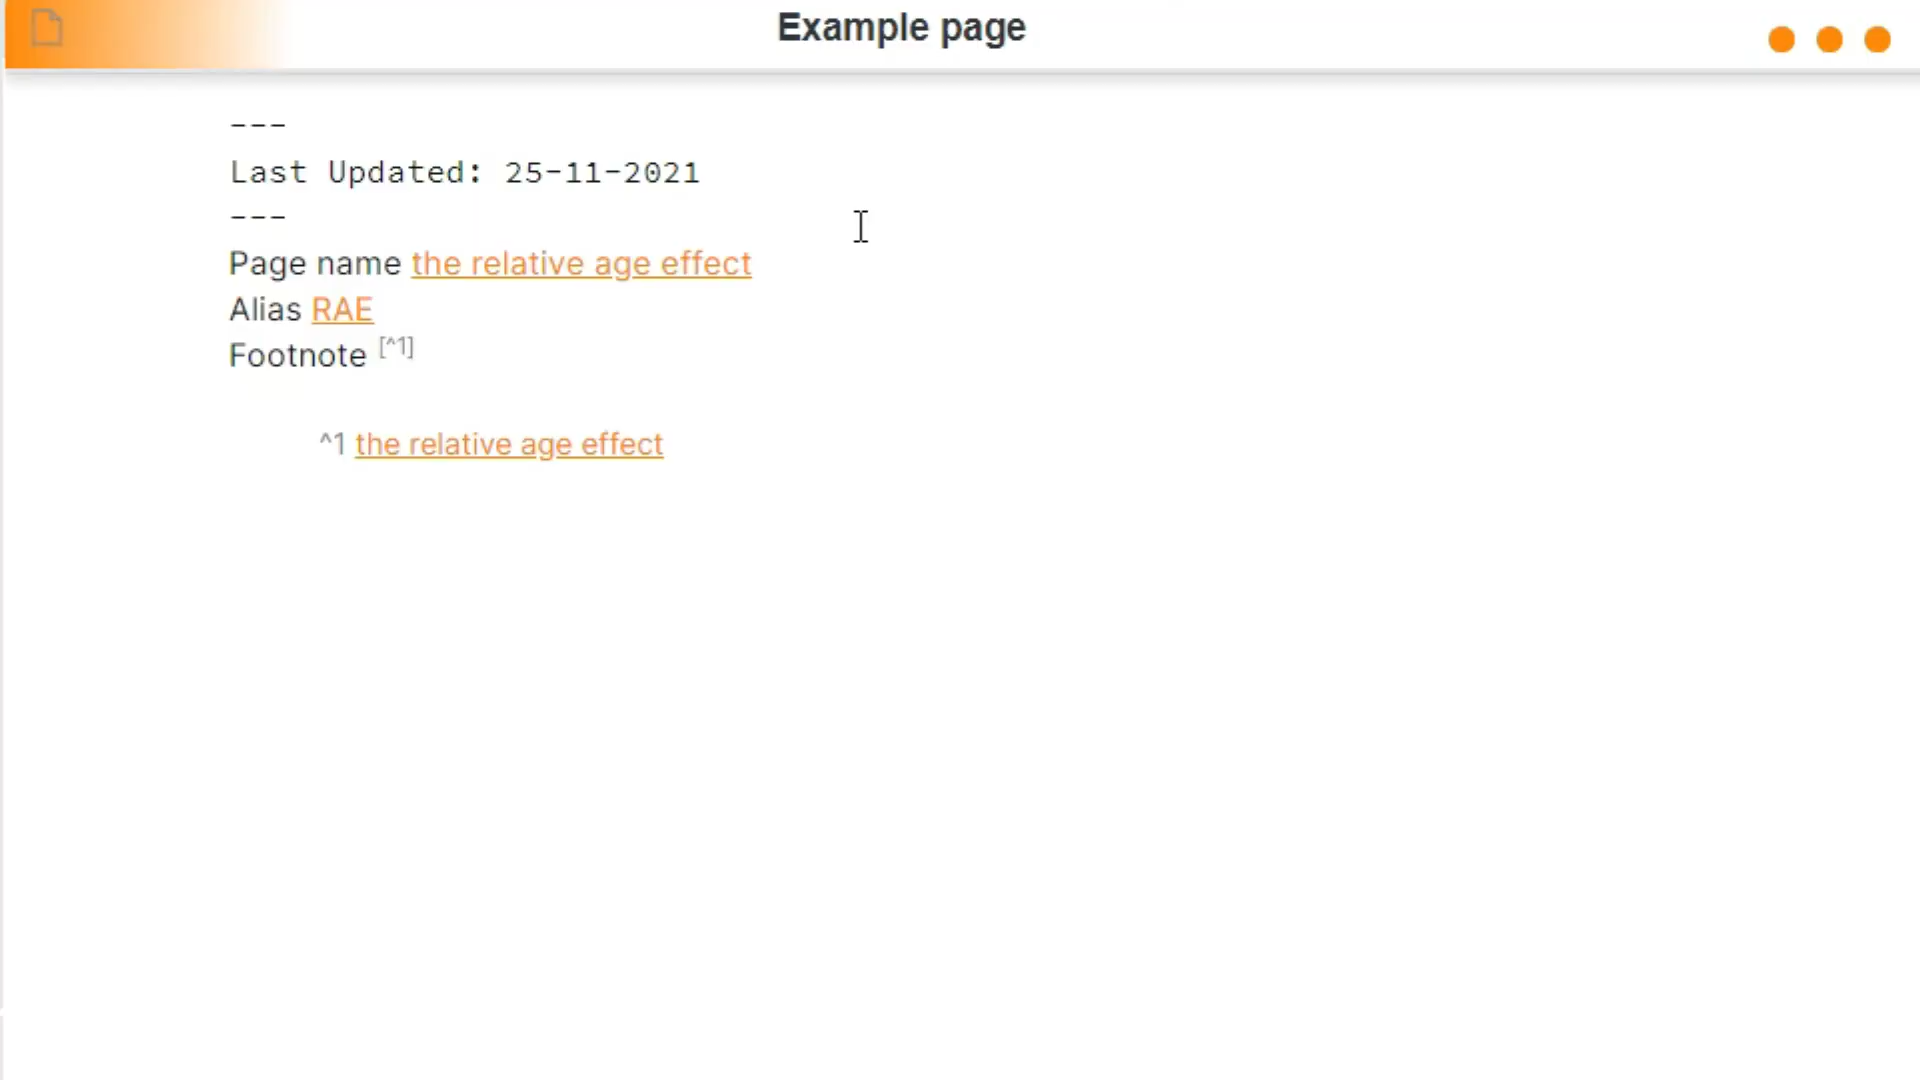 Example page
---
Last Updated: 25-11-2021
---
Page name the relative age effect
Alias RAE
Footnote [^1]
^1 the relative age effect